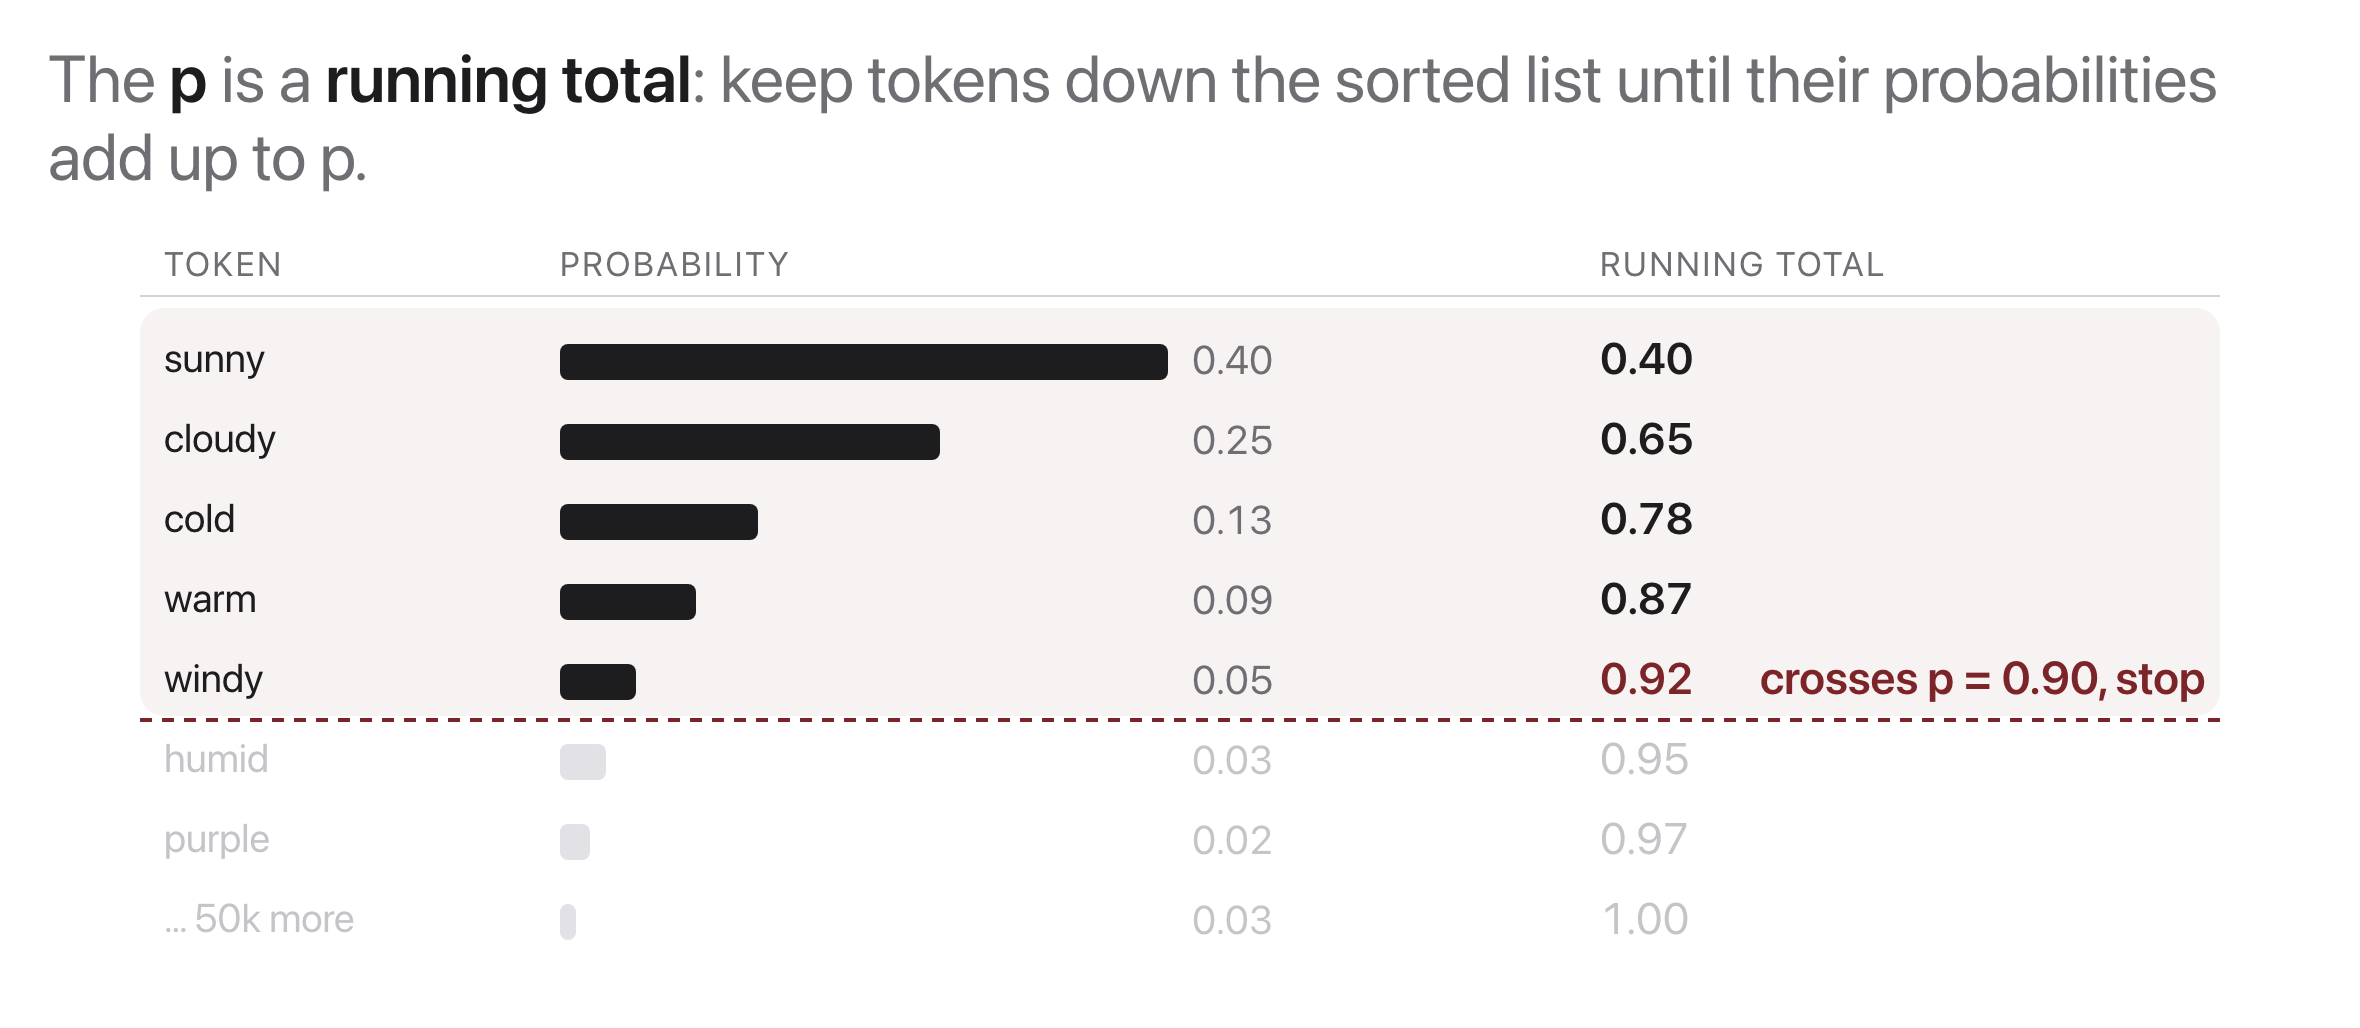 The p is a running total: keep tokens down the sorted list until their probabilities
add up to p.
TOKEN PROBABILITY RUNNING TOTAL
sunny 0.40 0.40
cloudy 0.25 0.65
cold 0.13 0.78
warm 0.09 0.87
windy 0.05 0.92 crosses p = 0.90, stop
humid 0.03 0.95
purple 0.02 0.97
... 50k more 0.03 1.00